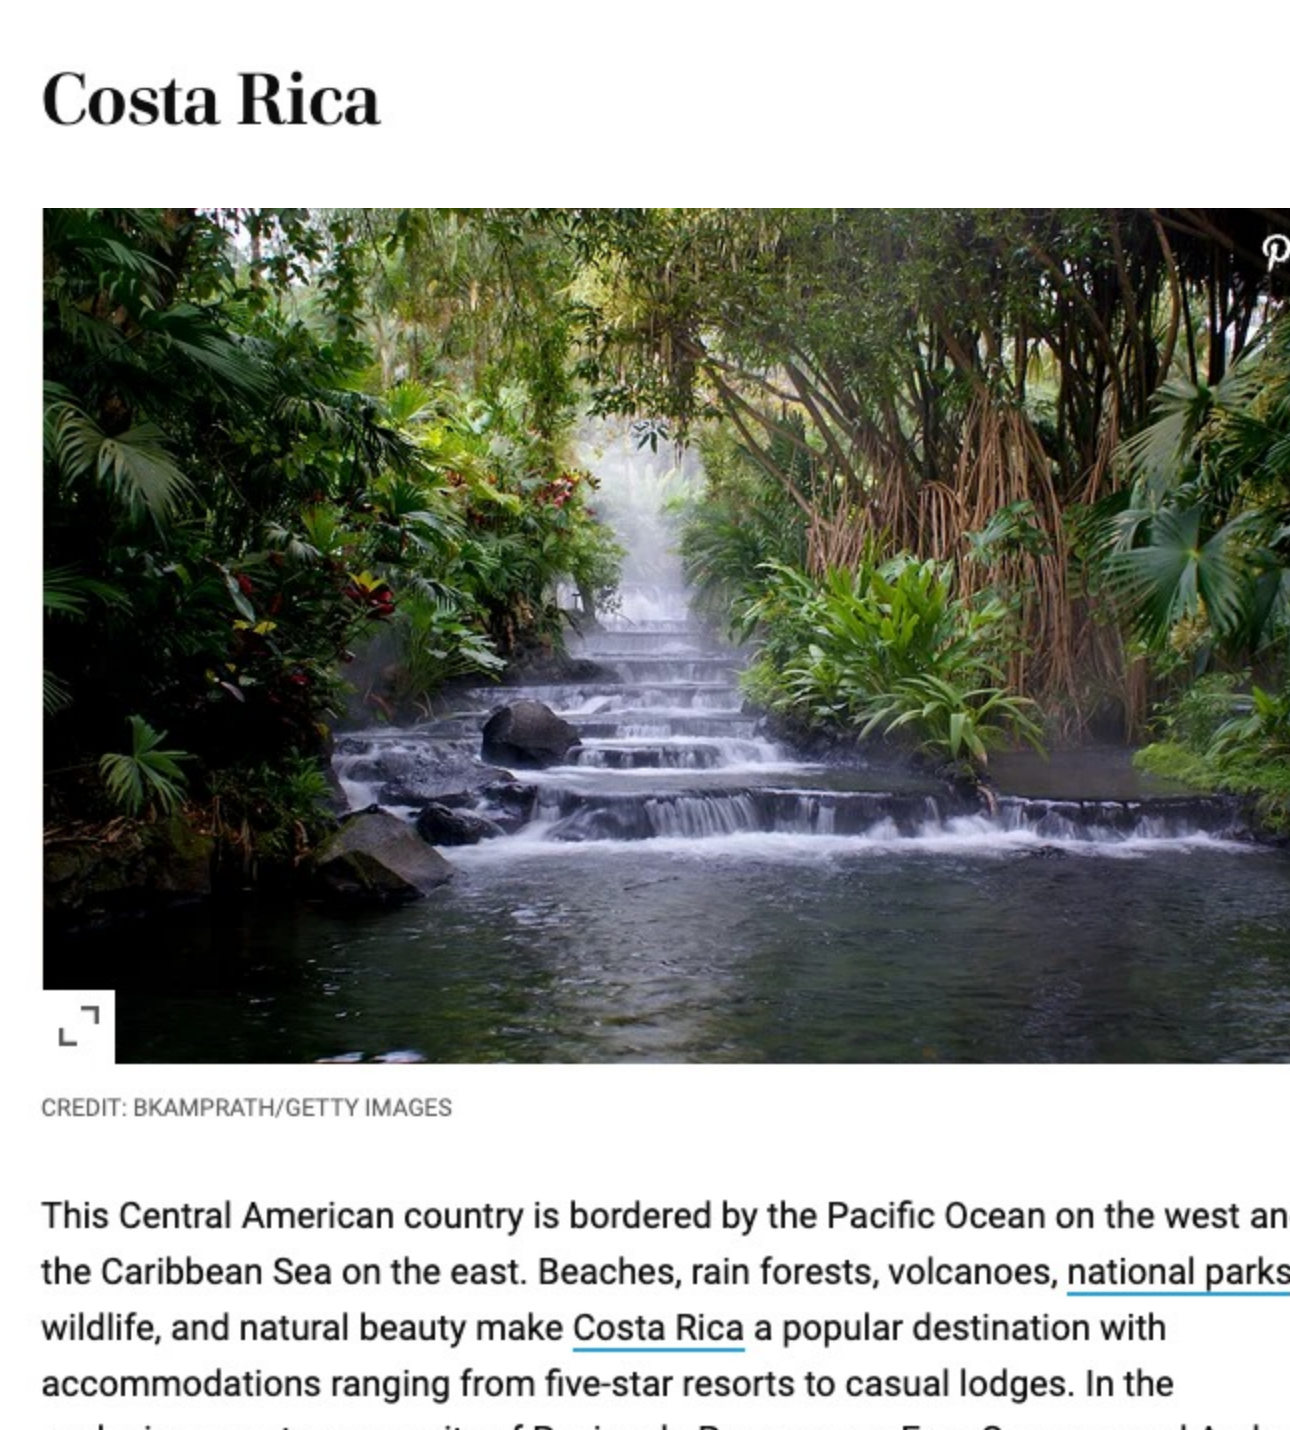 Costa Rica
CREDIT: BKAMPRATH/GETTY IMAGES
This Central American country is bordered by the Pacific Ocean on the west an
the Caribbean Sea on the east. Beaches, rain forests, volcanoes, national parks
wildlife, and natural beauty make Costa Rica a popular destination with
accommodations ranging from five-star resorts to casual lodges. In the